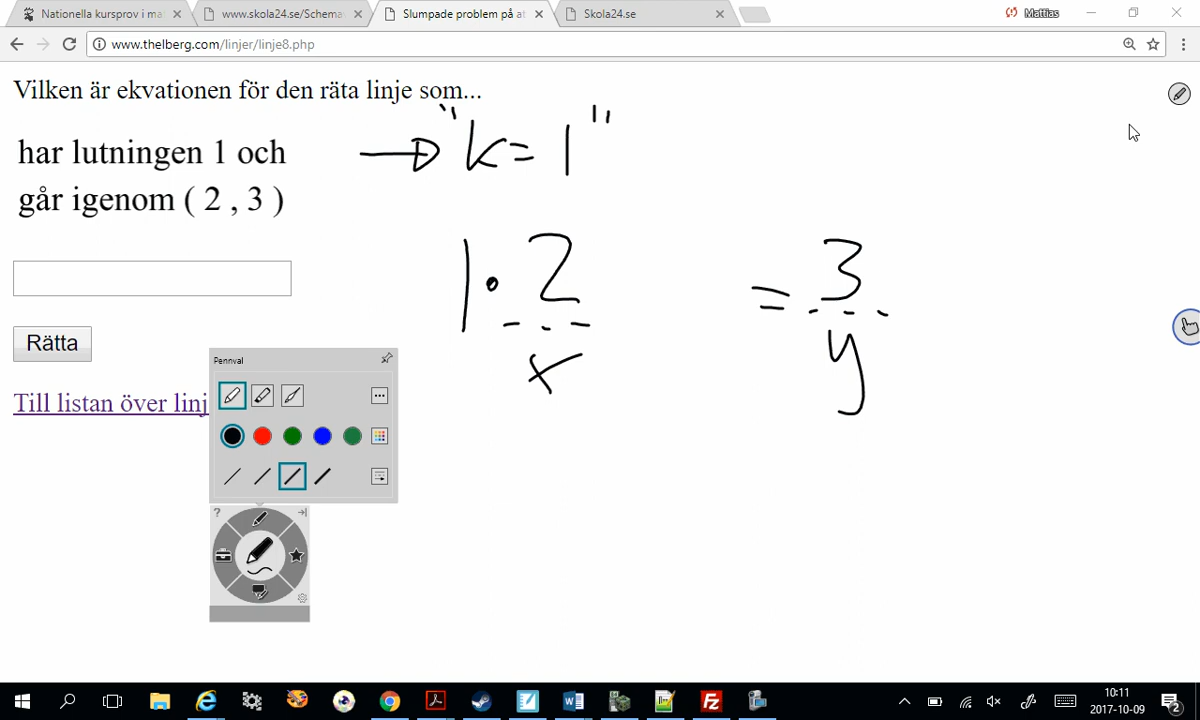 Nationella kursprov i ma
www.skola24.se/Schema
Slumpade problem på at
Skola24.se
Mattias
www.thelberg.com/linjer/linje8.php
Vilken är ekvationen för den räta linje som...
har lutningen 1 och
går igenom ( 2 , 3 )
"k = 1"
1 · 2 = 3
x y
Rätta
Till listan över linj
Pennval
?
10:11
2017-10-09
2